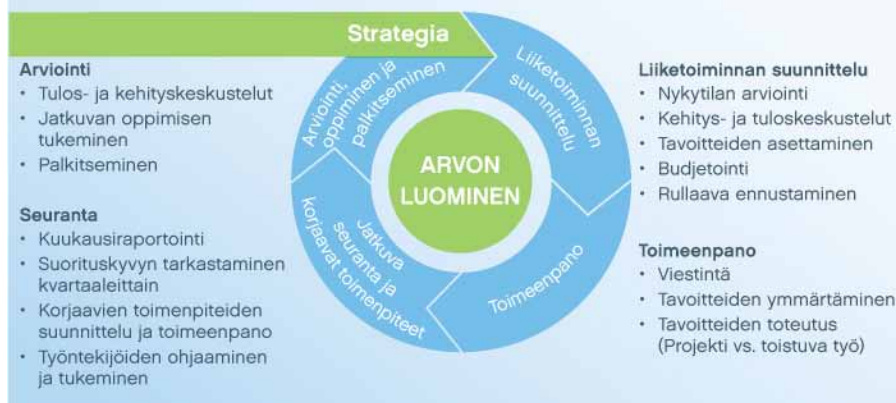 Strategia
Arviointi
• Tulos- ja kehityskeskustelut
• Jatkuvan oppimisen
tukeminen
• Palkitseminen
Seuranta
• Kuukausiraportointi
• Suorituskyvyn tarkastaminen
kvartaaleittain
• Korjaavien toimenpiteiden
suunnittelu ja toimeenpano
• Työntekijöiden ohjaaminen
ja tukeminen
Arviointi,
oppiminen ja
palkitseminen
Liiketoiminnan
suunnittelu
ARVON
LUOMINEN
Jatkuva
seuranta ja
korjaavat toimenpiteet
Toimeenpano
Liiketoiminnan suunnittelu
• Nykytilan arviointi
• Kehitys- ja tuloskeskustelut
• Tavoitteiden asettaminen
• Budjetointi
• Rullaava ennustaminen
Toimeenpano
• Viestintä
• Tavoitteiden ymmärtäminen
• Tavoitteiden toteutus
(Projekti vs. toistuva työ)